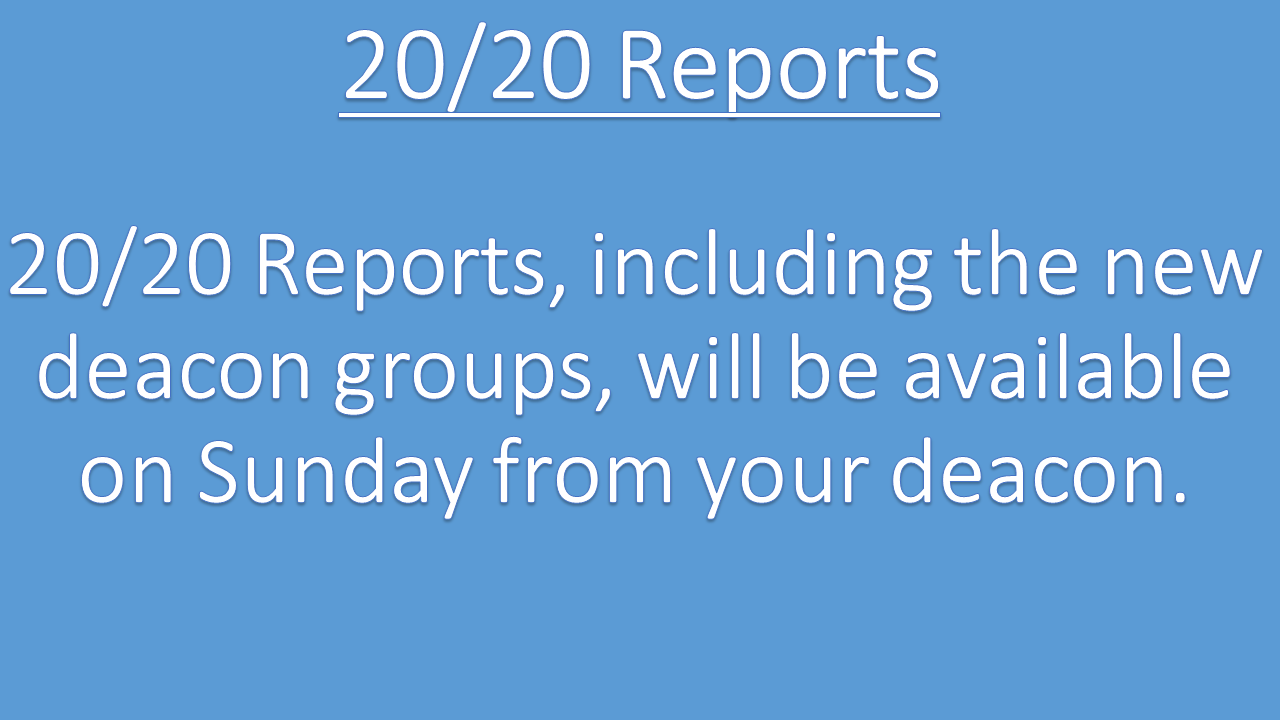 20/20 Reports
20/20 Reports, including the new
deacon groups, will be available
on Sunday from your deacon.